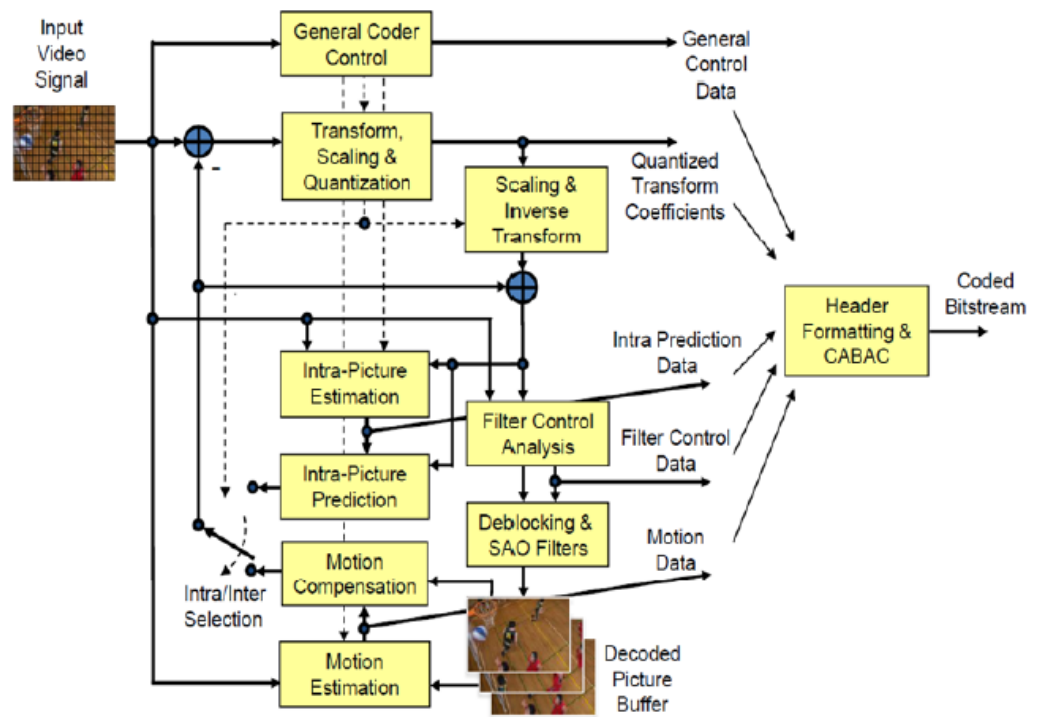 Input
Video
Signal
General Coder
Control
General
Control
Data
Transform,
Scaling &
Quantization
-
Quantized
Transform
Coefficients
Scaling &
Inverse
Transform
Coded
Bitstream
Header
Formatting &
CABAC
Intra Prediction
Data
Intra-Picture
Estimation
Filter Control
Analysis
Filter Control
Data
Intra-Picture
Prediction
Deblocking &
SAO Filters
Motion
Data
Motion
Compensation
Intra/Inter
Selection
Motion
Estimation
Decoded
Picture
Buffer